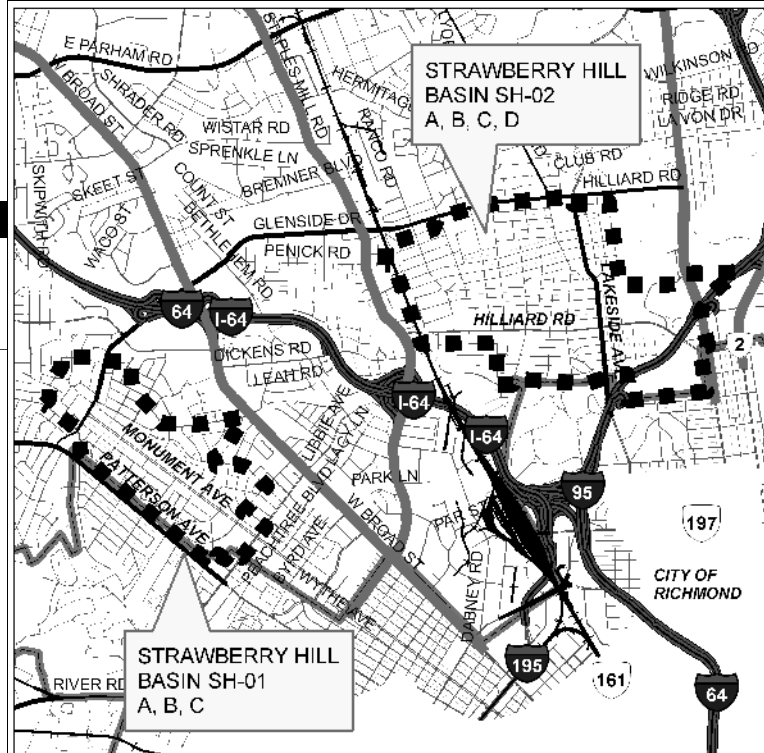 E PARHAM RD
W BROAD ST
SHRADER RD
STAPLES MILL RD
HERMITAGE
STRAWBERRY HILL
BASIN SH-02
A, B, C, D
WILKINSON RD
RIDGE RD
LAVON DR
WISTAR RD
SPRENKLE LN
BREMNER BLVD
CLUB RD
HILLIARD RD
SKIPWITH RD
SKEET ST
WACO ST
COUNT ST
BETHLEHEM RD
GLENSIDE DR
PENICK RD
64
I-64
HILLIARD RD
LAKESIDE AVE
2
DICKENS RD
LEAH RD
I-64
I-64
LIBBIE AVE
LACY LN
MONUMENT AVE
PATTERSON AVE
PARK LN
PEACHTREE BLVD
BYRD AVE
W BROAD ST
WYTHE AVE
DABNEY RD
95
197
CITY OF
RICHMOND
STRAWBERRY HILL
BASIN SH-01
A, B, C
RIVER RD
195
161
64